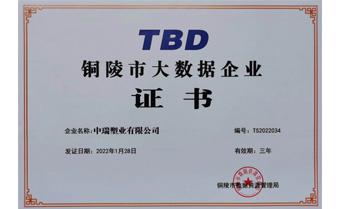 TBD
铜陵市大数据企业
证 书
企业名称：中瑞塑业有限公司
编号：TS2022034
发证日期：2022年1月28日
有效期：三年
铜陵市数据资源管理局